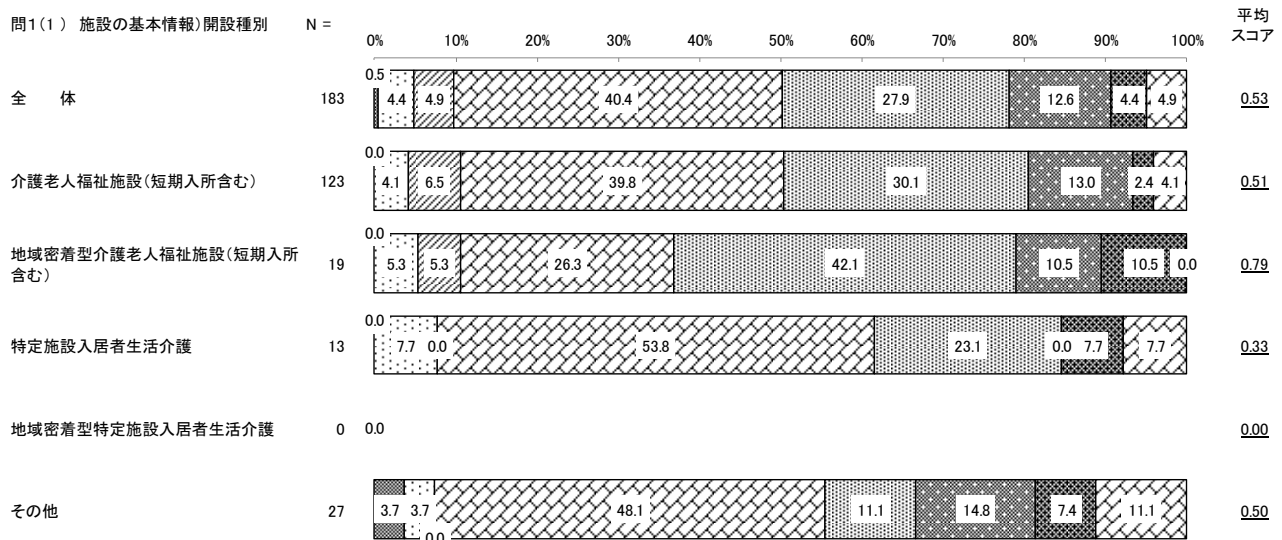 問1(1) 施設の基本情報)開設種別 N =
平均
スコア
0% 10% 20% 30% 40% 50% 60% 70% 80% 90% 100%
全 体 183 0.5 4.4 4.9 40.4 27.9 12.6 4.4 4.9 0.53
介護老人福祉施設(短期入所含む) 123 0.0 4.1 6.5 39.8 30.1 13.0 2.4 4.1 0.51
地域密着型介護老人福祉施設(短期入所
含む) 19 0.0 5.3 5.3 26.3 42.1 10.5 10.5 0.0 0.79
特定施設入居者生活介護 13 0.0 7.7 0.0 53.8 23.1 0.0 7.7 7.7 0.33
地域密着型特定施設入居者生活介護 0 0.0 0.00
その他 27 3.7 3.7 0.0 48.1 11.1 14.8 7.4 11.1 0.50